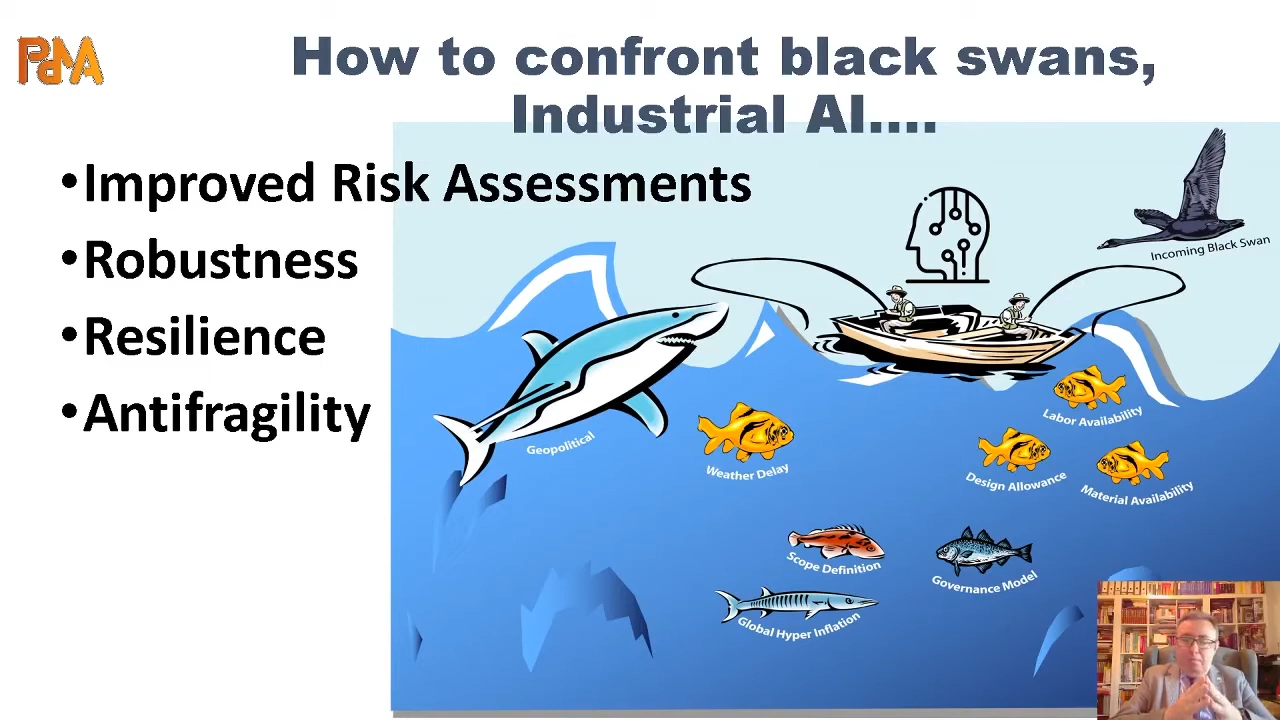 PdMA
How to confront black swans,
Industrial AI....
•Improved Risk Assessments
•Robustness
•Resilience
•Antifragility
Incoming Black Swan
Geopolitical
Weather Delay
Labor Availability
Design Allowance
Material Availability
Scope Definition
Governance Model
Global Hyper Inflation